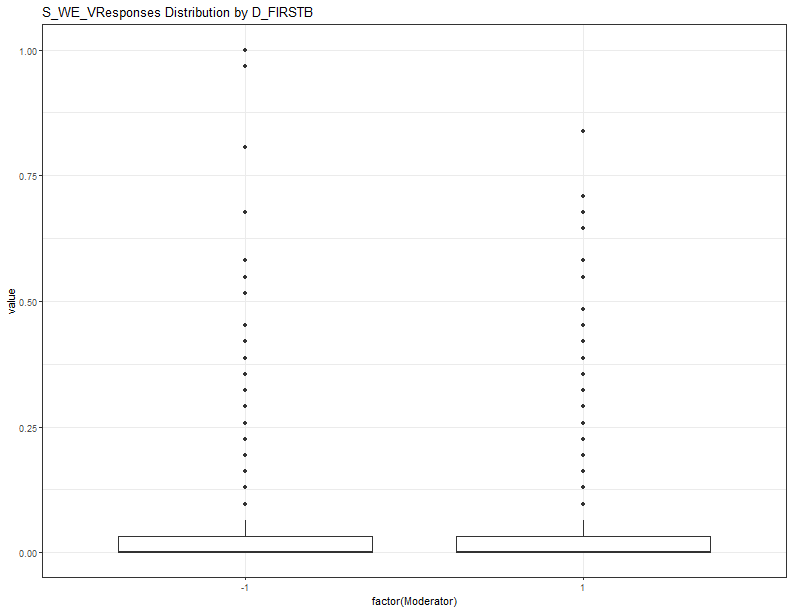 S_WE_VResponses Distribution by D_FIRSTB
1.00
0.75
value
0.50
0.25
0.00
-1
1
factor(Moderator)